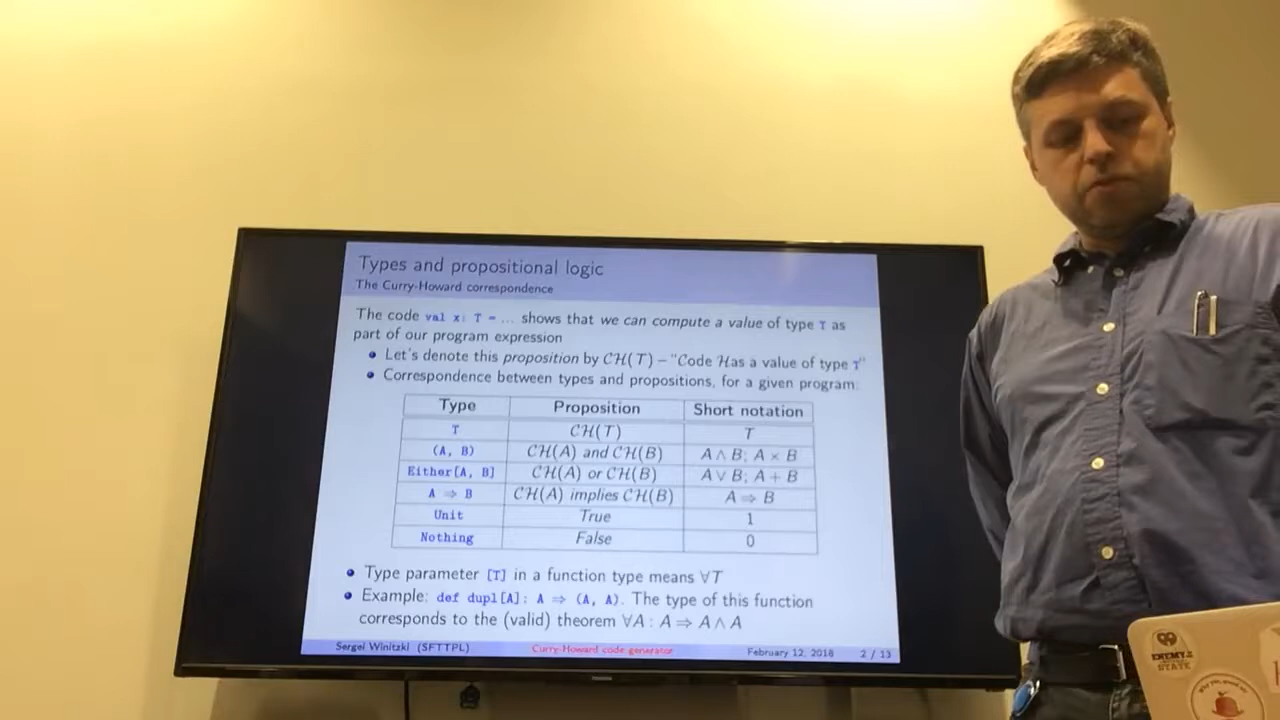 Types and propositional logic
The Curry-Howard correspondence
The code val x: T = ... shows that we can compute a value of type T as
part of our program expression
• Let's denote this proposition by CH(T) – "Code Has a value of type T"
• Correspondence between types and propositions, for a given program:
Type Proposition Short notation
T CH(T) T
(A, B) CH(A) and CH(B) A ∧ B; A × B
Either[A, B] CH(A) or CH(B) A ∨ B; A + B
A ⇒ B CH(A) implies CH(B) A ⇒ B
Unit True 1
Nothing False 0
• Type parameter [T] in a function type means ∀T
• Example: def dupl[A]: A ⇒ (A, A). The type of this function
corresponds to the (valid) theorem ∀A : A ⇒ A ∧ A
Sergei Winitzki (SFTTPL) Curry-Howard code generator February 12, 2018 2 / 13
ENEMY
STATE